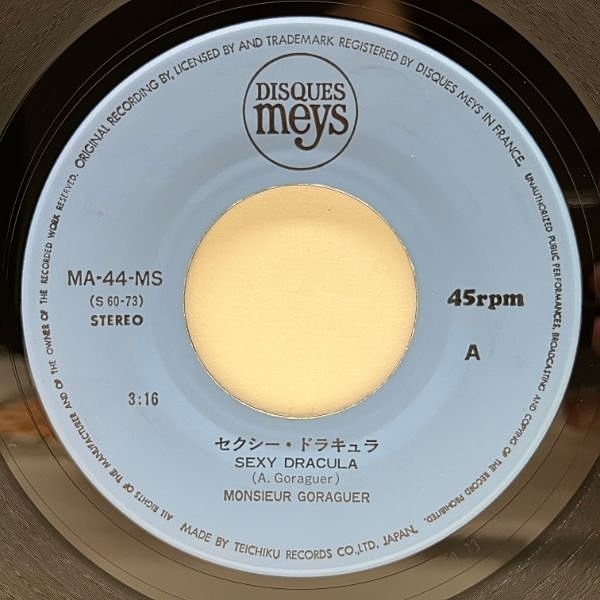 ALL RIGHTS OF THE MANUFACTURER AND OF THE OWNER OF THE RECORDED WORK RESERVED. ORIGINAL RECORDING BY, LICENSED BY AND TRADEMARK REGISTERED BY DISQUES MEYS IN FRANCE. UNAUTHORIZED PUBLIC PERFORMANCES, BROADCASTING AND COPYING OF THE RECORD PROHIBITED.
DISQUES
meys
MA-44-MS
(S 60-73)
STEREO
45rpm
A
3:16
セクシー・ドラキュラ
SEXY DRACULA
(A. Goraguer)
MONSIEUR GORAGUER
MADE BY TEICHIKU RECORDS CO., LTD, JAPAN.